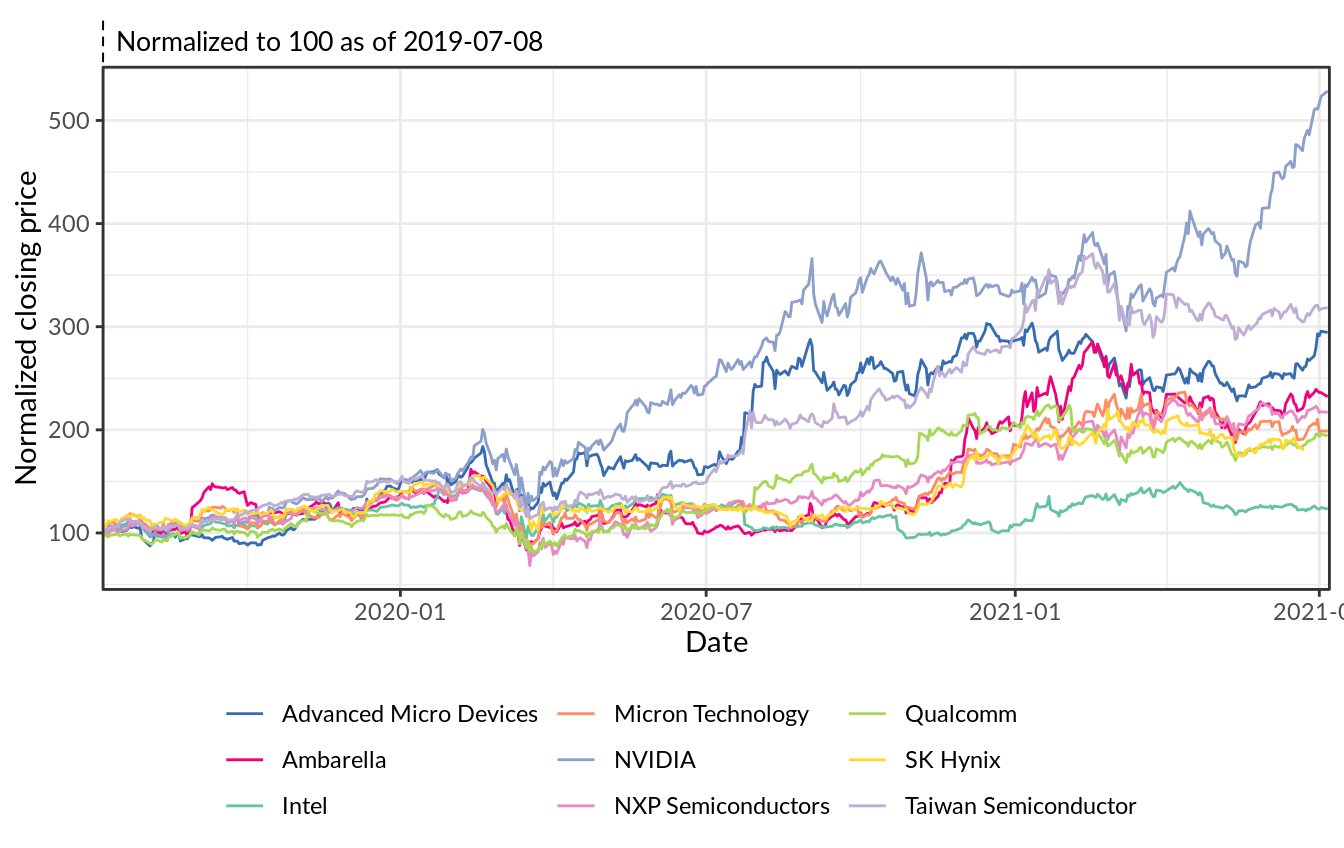 Normalized to 100 as of 2019-07-08
Normalized closing price
500
400
300
200
100
2020-01
2020-07
2021-01
2021-0
Date
Advanced Micro Devices
Micron Technology
Qualcomm
Ambarella
NVIDIA
SK Hynix
Intel
NXP Semiconductors
Taiwan Semiconductor